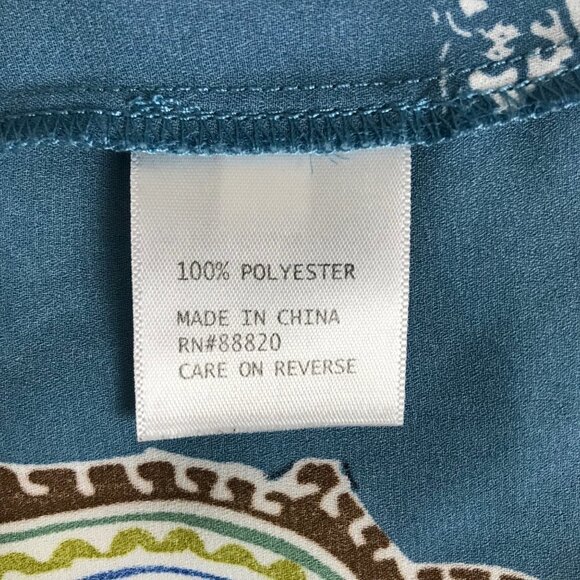 100% POLYESTER
MADE IN CHINA
RN#88820
CARE ON REVERSE